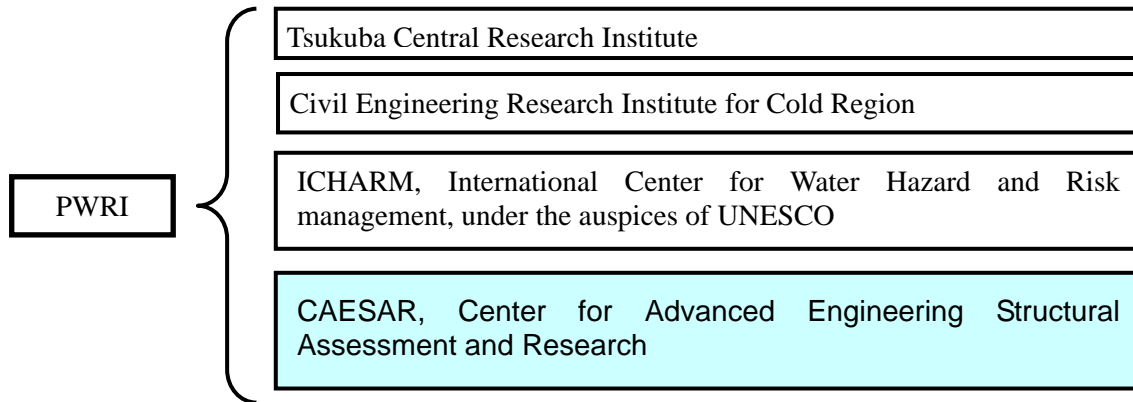 Tsukuba Central Research Institute
Civil Engineering Research Institute for Cold Region
PWRI
ICHARM, International Center for Water Hazard and Risk
management, under the auspices of UNESCO
CAESAR, Center for Advanced Engineering Structural
Assessment and Research